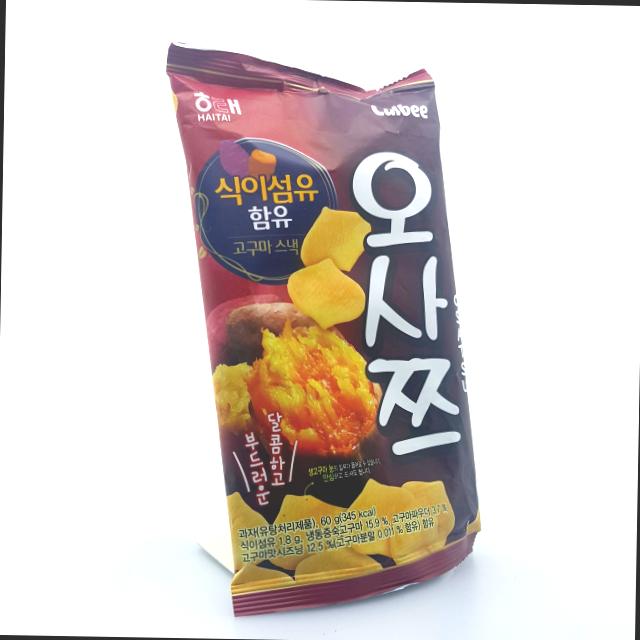 해태
HAITAI
Calbee
식이섬유
함유
고구마 스낵
오사쯔
달콤하고
부드러운
과자(유탕처리제품), 60 g(345 kcal)
식이섬유 1.8 g, 냉동증숙고구마 15.9 %, 고구마파우더 3.7 %,
고구마맛시즈닝 12.5 %(고구마분말 0.011 % 함유) 함유